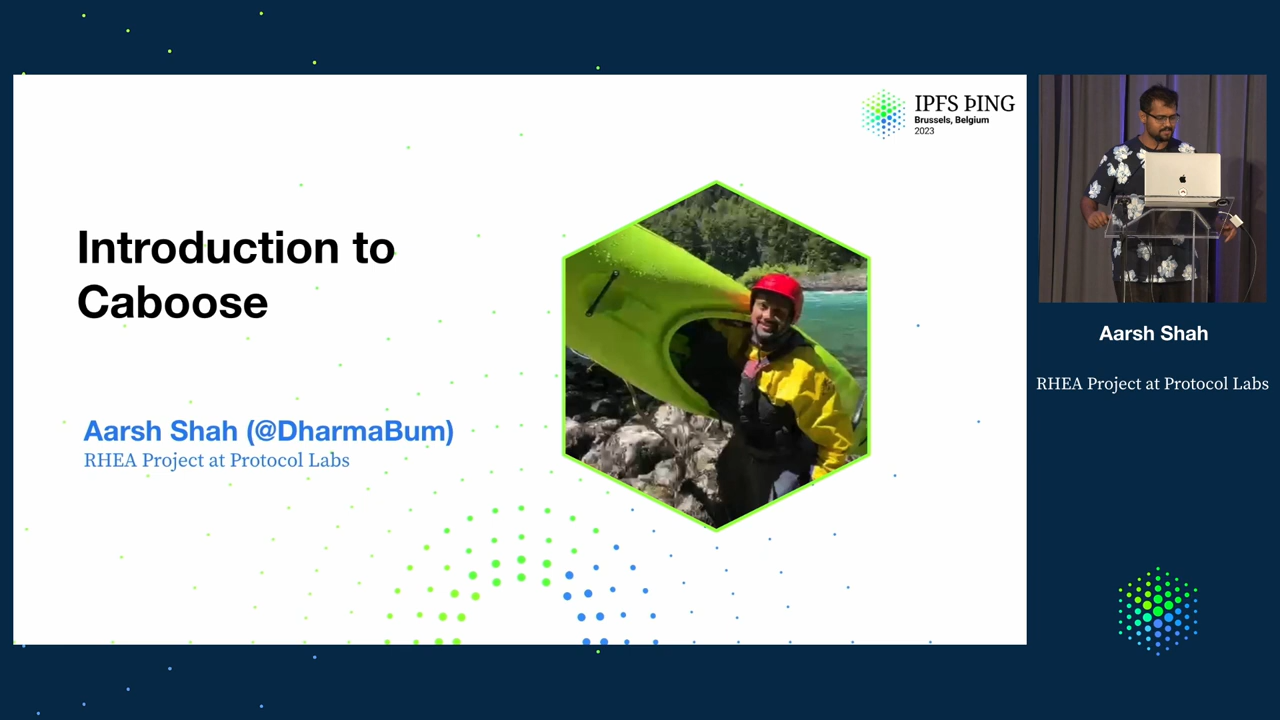 IPFS ÞING
Brussels, Belgium
2023
Introduction to
Caboose
Aarsh Shah (@DharmaBum)
RHEA Project at Protocol Labs
Aarsh Shah
RHEA Project at Protocol Labs